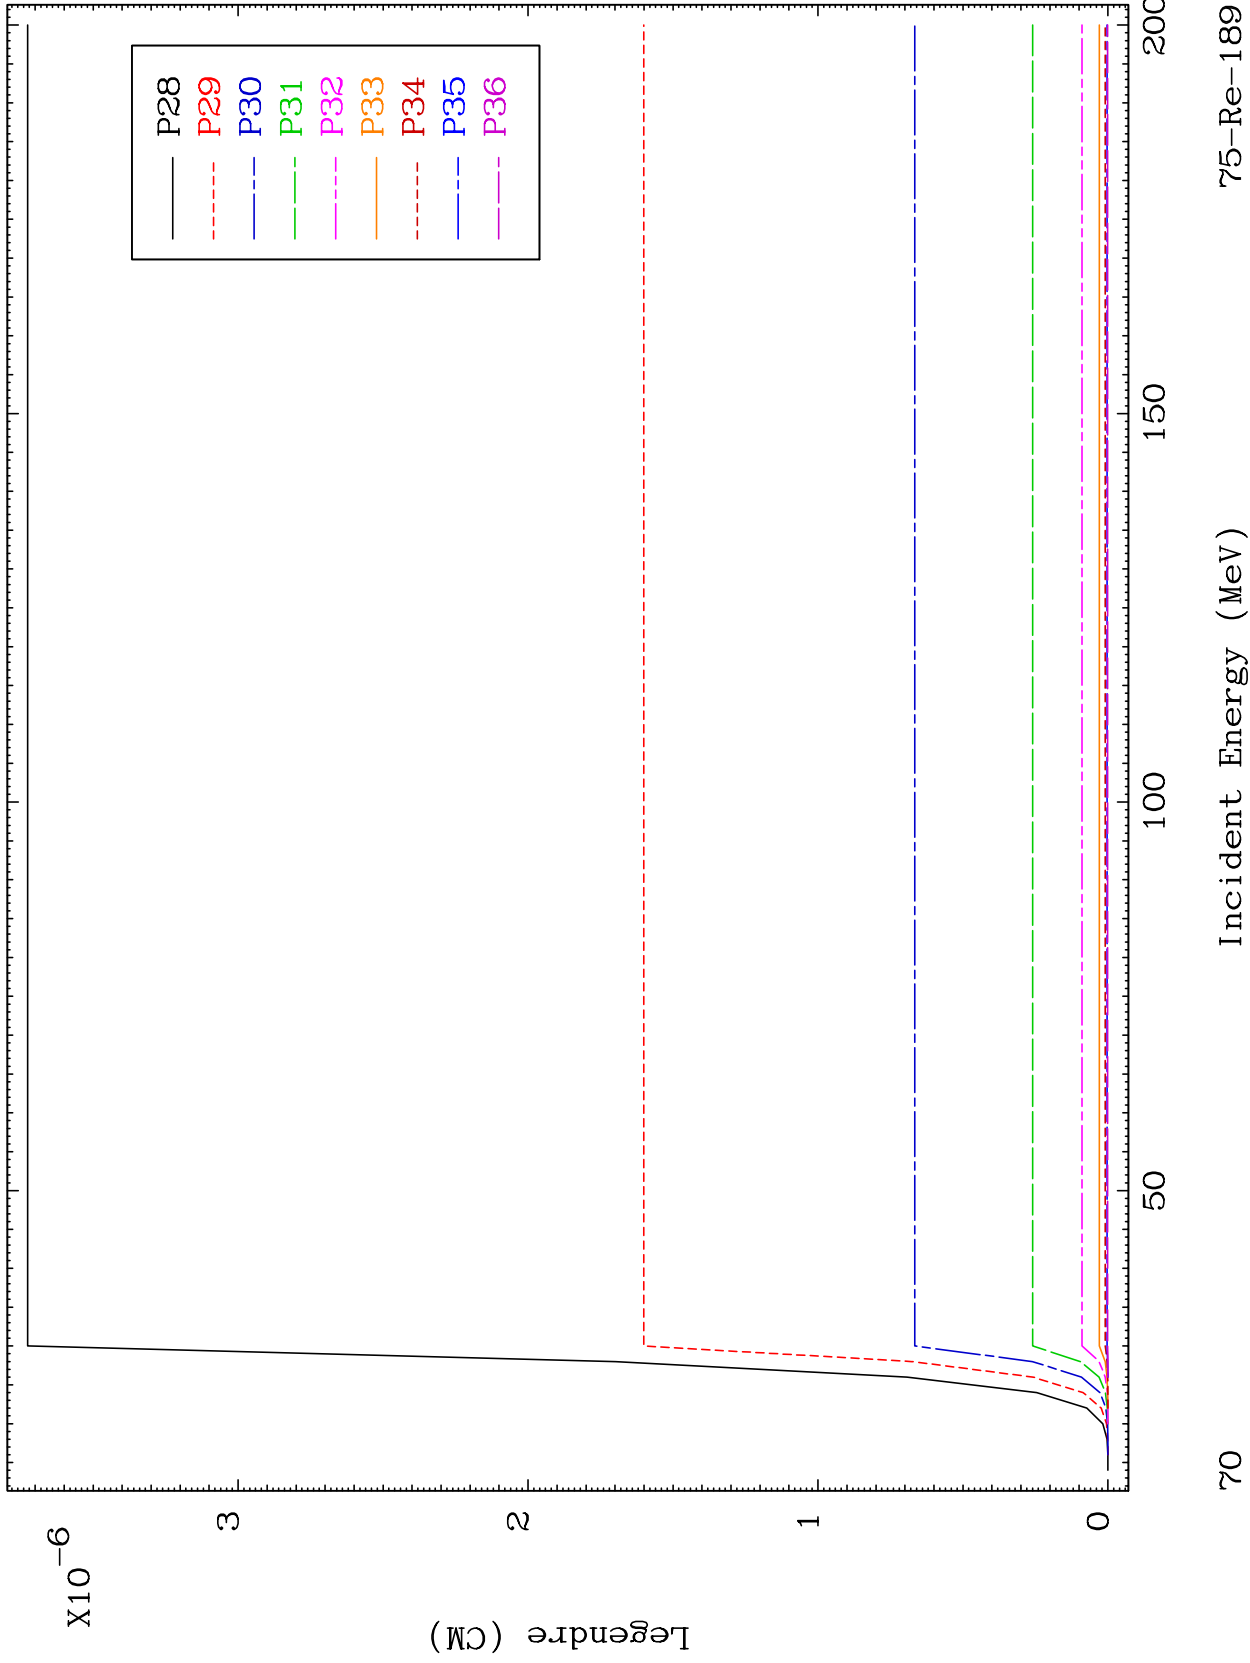 X10-6
Legendre (CM)
3
2
1
0
P28
P29
P30
P31
P32
P33
P34
P35
P36
50
100
150
200
Incident Energy (MeV)
70
75-Re-189